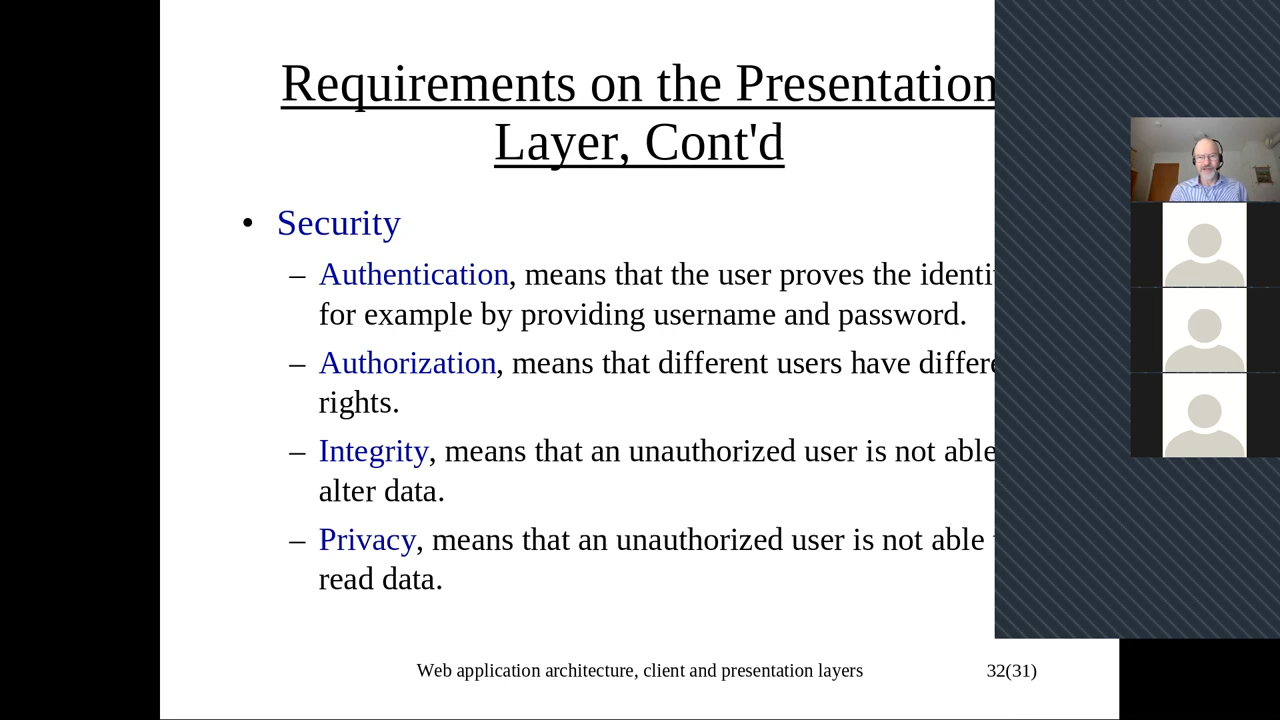 Requirements on the Presentation
Layer, Cont'd
• Security
– Authentication, means that the user proves the
for example by providing username and password.
– Authorization, means that different users have
rights.
– Integrity, means that an unauthorized user is not able
alter data.
– Privacy, means that an unauthorized user is not able
read data.
Web application architecture, client and presentation layers
32(31)